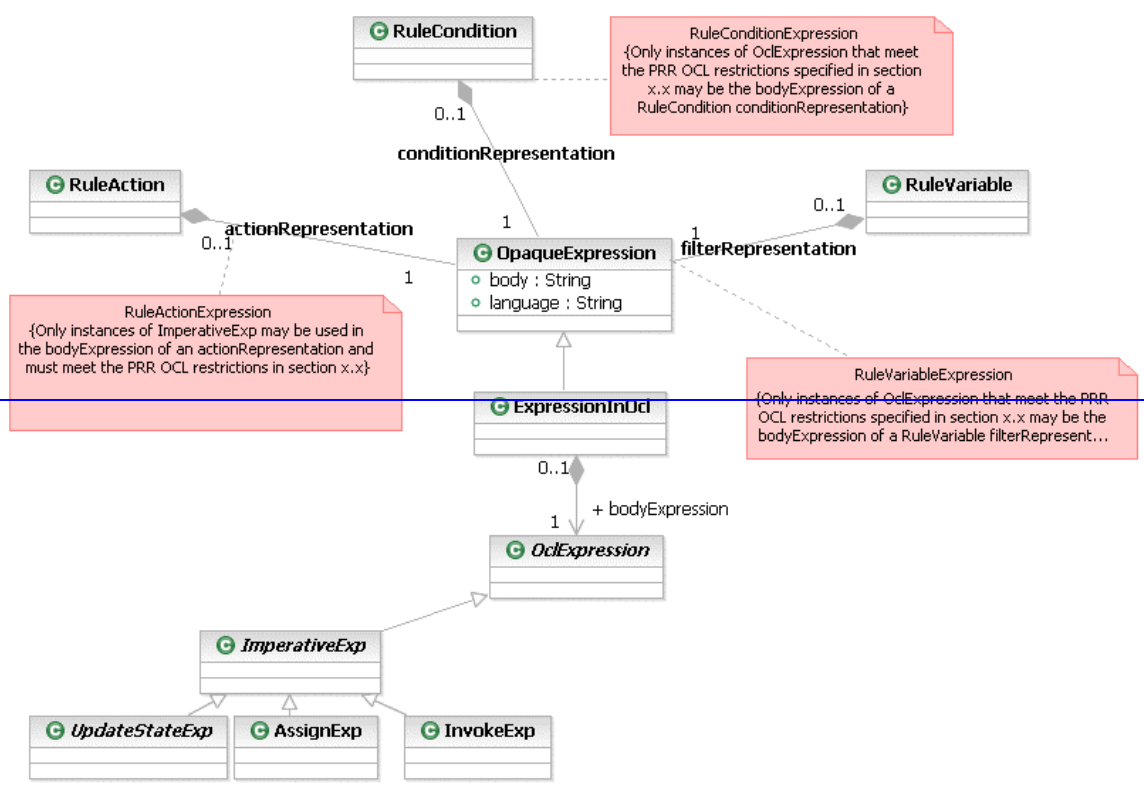 RuleCondition
RuleConditionExpression
{Only instances of OclExpression that meet
the PRR OCL restrictions specified in section
x.x may be the bodyExpression of a
RuleCondition conditionRepresentation}
0..1
conditionRepresentation
RuleAction
RuleVariable
0..1
0..1
actionRepresentation
1
1
filterRepresentation
1
OpaqueExpression
body : String
language : String
RuleActionExpression
{Only instances of ImperativeExp may be used in
the bodyExpression of an actionRepresentation and
must meet the PRR OCL restrictions in section x.x}
RuleVariableExpression
{Only instances of OclExpression that meet the PRR
OCL restrictions specified in section x.x may be the
bodyExpression of a RuleVariable filterRepresent...
ExpressionInOcl
0..1
+ bodyExpression
1
OclExpression
ImperativeExp
UpdateStateExp
AssignExp
InvokeExp